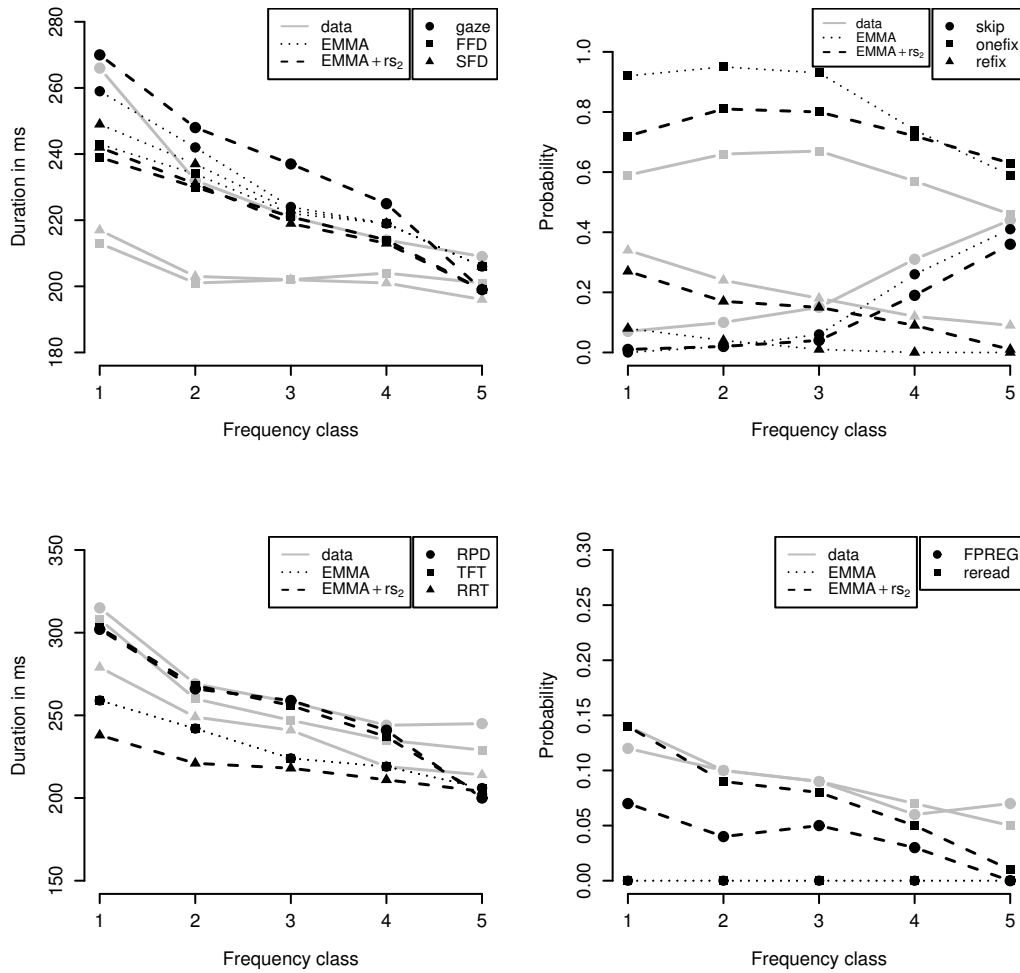 data
EMMA
EMMA+rs2
gaze
FFD
SFD
280
260
240
220
200
180
Duration in ms
1 2 3 4 5
Frequency class
data
EMMA
EMMA+rs2
skip
onefix
refix
1.0
0.8
0.6
0.4
0.2
0.0
Probability
1 2 3 4 5
Frequency class
data
EMMA
EMMA+rs2
RPD
TFT
RRT
350
300
250
200
150
Duration in ms
1 2 3 4 5
Frequency class
data
EMMA
EMMA+rs2
FPREG
reread
0.30
0.25
0.20
0.15
0.10
0.05
0.00
Probability
1 2 3 4 5
Frequency class